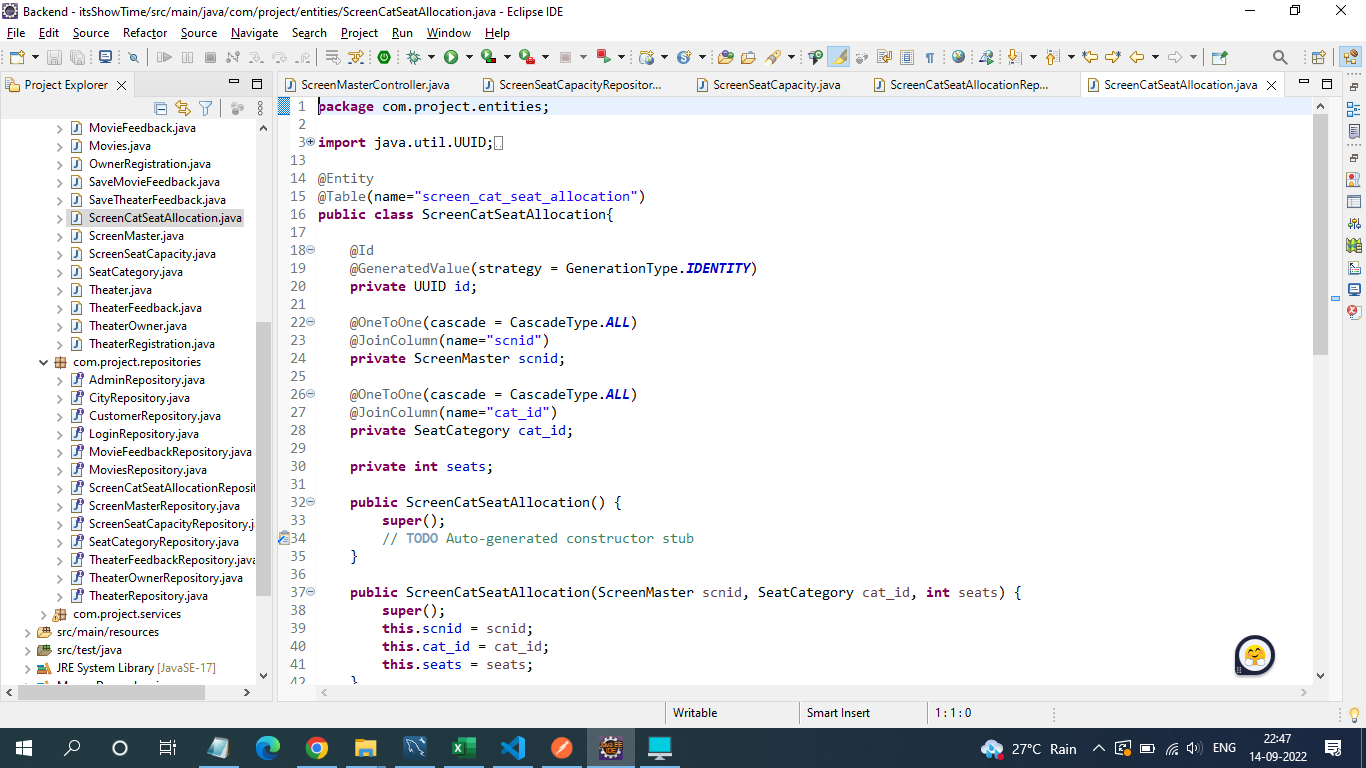 Backend - itsShowTime/src/main/java/com/project/entities/ScreenCatSeatAllocation.java - Eclipse IDE
File Edit Source Refactor Source Navigate Search Project Run Window Help
Project Explorer
ScreenMasterController.java ScreenSeatCapacityRepositor... ScreenSeatCapacity.java ScreenCatSeatAllocationRep... ScreenCatSeatAllocation.java
MovieFeedback.java
Movies.java
OwnerRegistration.java
SaveMovieFeedback.java
SaveTheaterFeedback.java
ScreenCatSeatAllocation.java
ScreenMaster.java
ScreenSeatCapacity.java
SeatCategory.java
Theater.java
TheaterFeedback.java
TheaterOwner.java
TheaterRegistration.java
com.project.repositories
AdminRepository.java
CityRepository.java
CustomerRepository.java
LoginRepository.java
MovieFeedbackRepository.java
MoviesRepository.java
ScreenCatSeatAllocationReposit
ScreenMasterRepository.java
ScreenSeatCapacityRepository.j
SeatCategoryRepository.java
TheaterFeedbackRepository.java
TheaterOwnerRepository.java
TheaterRepository.java
com.project.services
src/main/resources
src/test/java
JRE System Library [JavaSE-17]
1 package com.project.entities;
2
3 import java.util.UUID;
13
14 @Entity
15 @Table(name="screen_cat_seat_allocation")
16 public class ScreenCatSeatAllocation{
17
18 @Id
19 @GeneratedValue(strategy = GenerationType.IDENTITY)
20 private UUID id;
21
22 @OneToOne(cascade = CascadeType.ALL)
23 @JoinColumn(name="scnid")
24 private ScreenMaster scnid;
25
26 @OneToOne(cascade = CascadeType.ALL)
27 @JoinColumn(name="cat_id")
28 private SeatCategory cat_id;
29
30 private int seats;
31
32 public ScreenCatSeatAllocation() {
33 super();
34 // TODO Auto-generated constructor stub
35 }
36
37 public ScreenCatSeatAllocation(ScreenMaster scnid, SeatCategory cat_id, int seats) {
38 super();
39 this.scnid = scnid;
40 this.cat_id = cat_id;
41 this.seats = seats;
42 }
Writable Smart Insert 1 : 1 : 0
27°C Rain ENG 22:47
14-09-2022